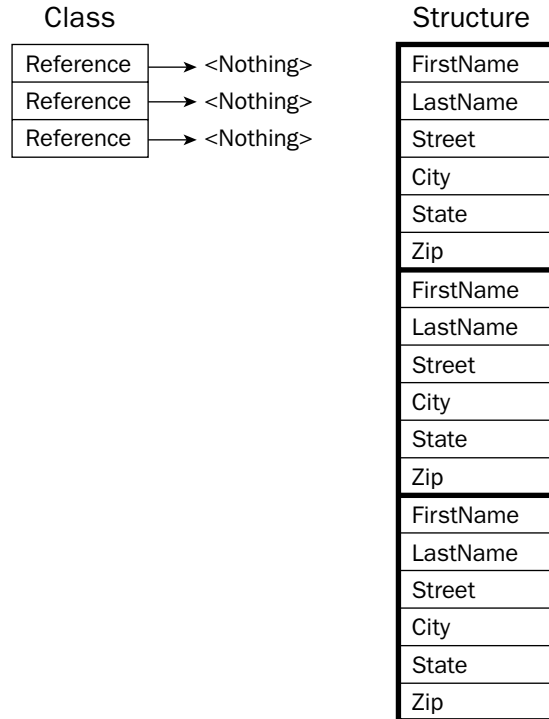 Class
Reference
<Nothing>
Reference
<Nothing>
Reference
<Nothing>
Structure
FirstName
LastName
Street
City
State
Zip
FirstName
LastName
Street
City
State
Zip
FirstName
LastName
Street
City
State
Zip